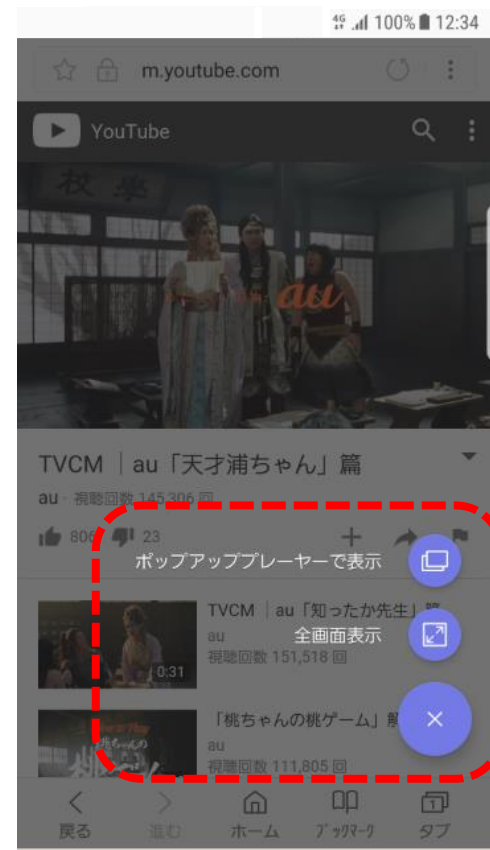 4G 100% 12:34
m.youtube.com
YouTube
au
TVCM │au「天才浦ちゃん」篇
au · 視聴回数 145,306 回
806 23
ポップアッププレーヤーで表示
TVCM │au「知ったか先生」篇
au
全画面表示
視聴回数 151,518 回
0:31
「桃ちゃんの桃ゲーム」
au
視聴回数 111,805 回
戻る 進む ホーム ブックマーク タブ
1